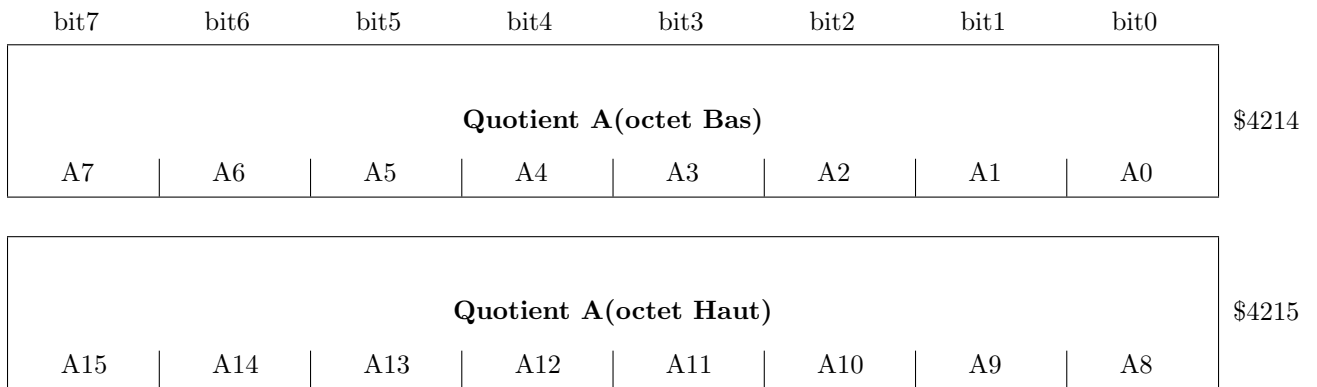 bit7 bit6 bit5 bit4 bit3 bit2 bit1 bit0
Quotient A(octet Bas) $4214
A7 A6 A5 A4 A3 A2 A1 A0
Quotient A(octet Haut) $4215
A15 A14 A13 A12 A11 A10 A9 A8